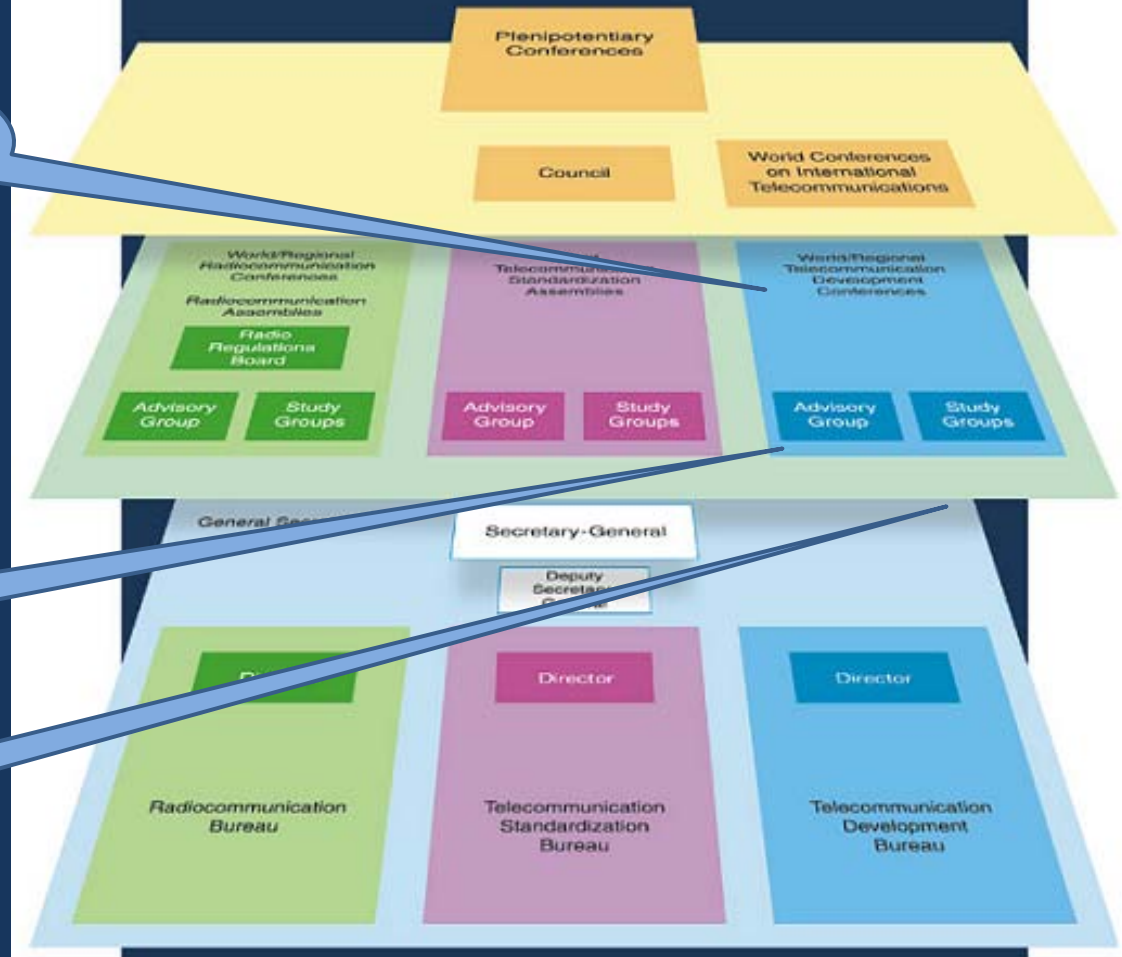 Plenipotentiary
Conferences
Council
World Conferences
on International
Telecommunications
World/Regional
Radiocommunication
Conferences
Radiocommunication
Assemblies
Radio
Regulations
Board
Advisory
Group
Study
Groups
Standardization
Assemblies
Advisory
Group
Study
Groups
World/Regional
Telecommunication
Development
Conferences
Advisory
Group
Study
Groups
General
Secretary-General
Deputy
Director
Telecommunication
Standardization
Bureau
Director
Telecommunication
Development
Bureau
Radiocommunication
Bureau